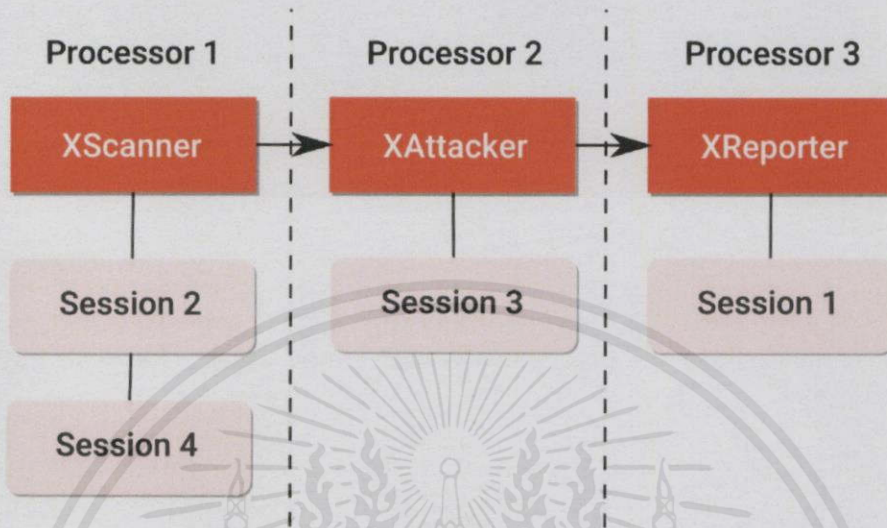 Processor 1
Processor 2
Processor 3
XScanner
XAttacker
XReporter
Session 2
Session 3
Session 1
Session 4